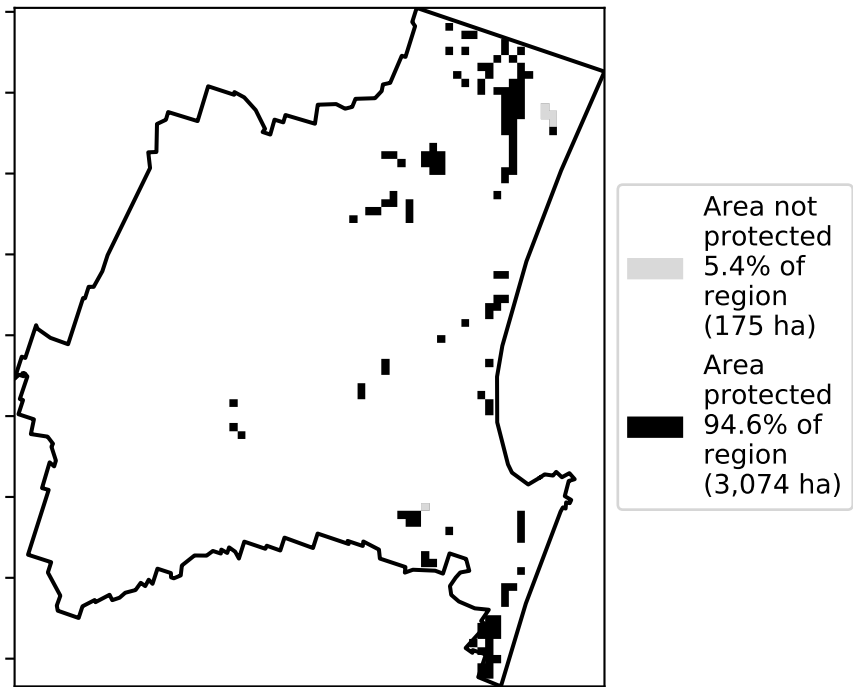 Area not
protected
5.4% of
region
(175 ha)
Area
protected
94.6% of
region
(3,074 ha)